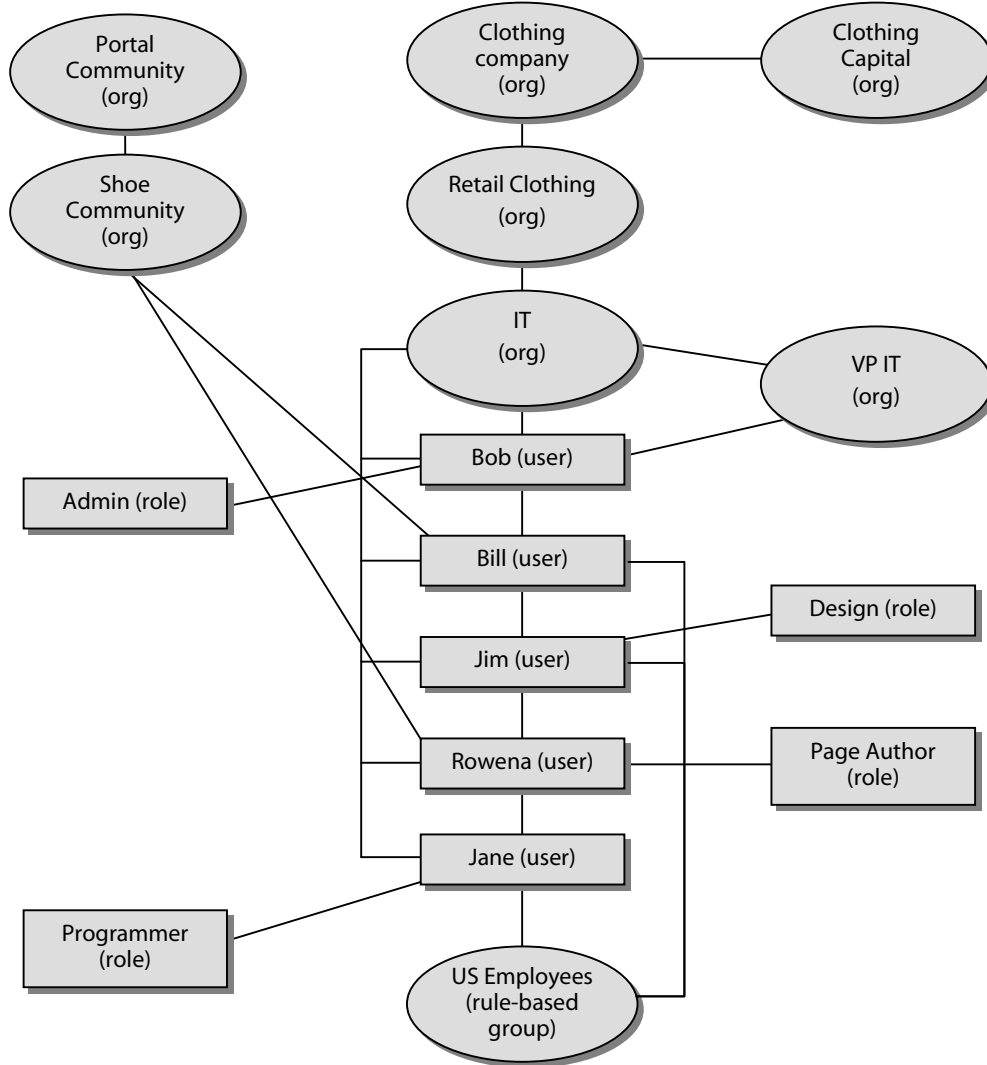 Portal
Community
(org)
Clothing
company
(org)
Clothing
Capital
(org)
Shoe
Community
(org)
Retail Clothing
(org)
IT
(org)
VP IT
(org)
Bob (user)
Admin (role)
Bill (user)
Design (role)
Jim (user)
Rowena (user)
Page Author
(role)
Jane (user)
Programmer
(role)
US Employees
(rule-based
group)